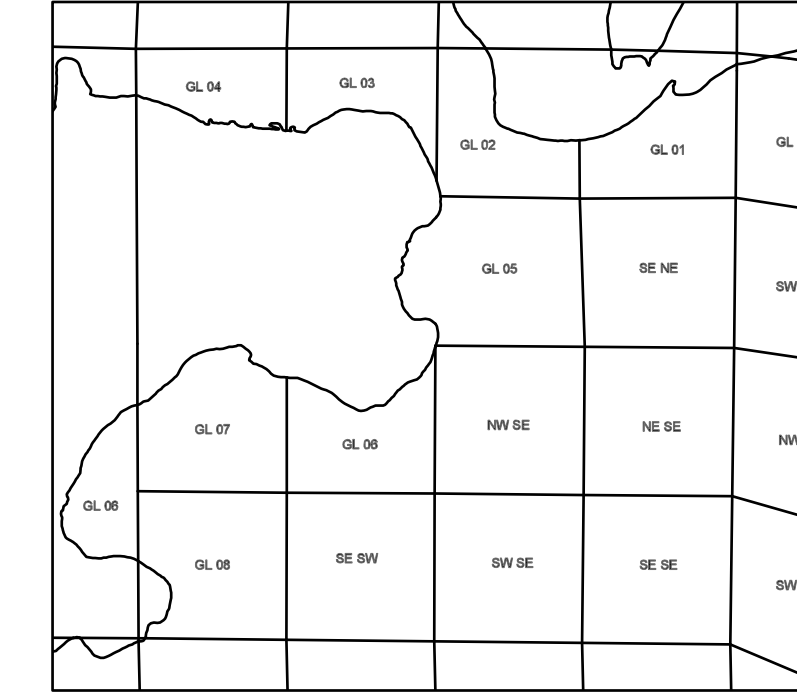 GL 04
GL 03
GL 02
GL 01
GL
GL 05
SE NE
SW
GL 07
GL 06
NW SE
NE SE
NW
GL 06
GL 08
SE SW
SW SE
SE SE
SW